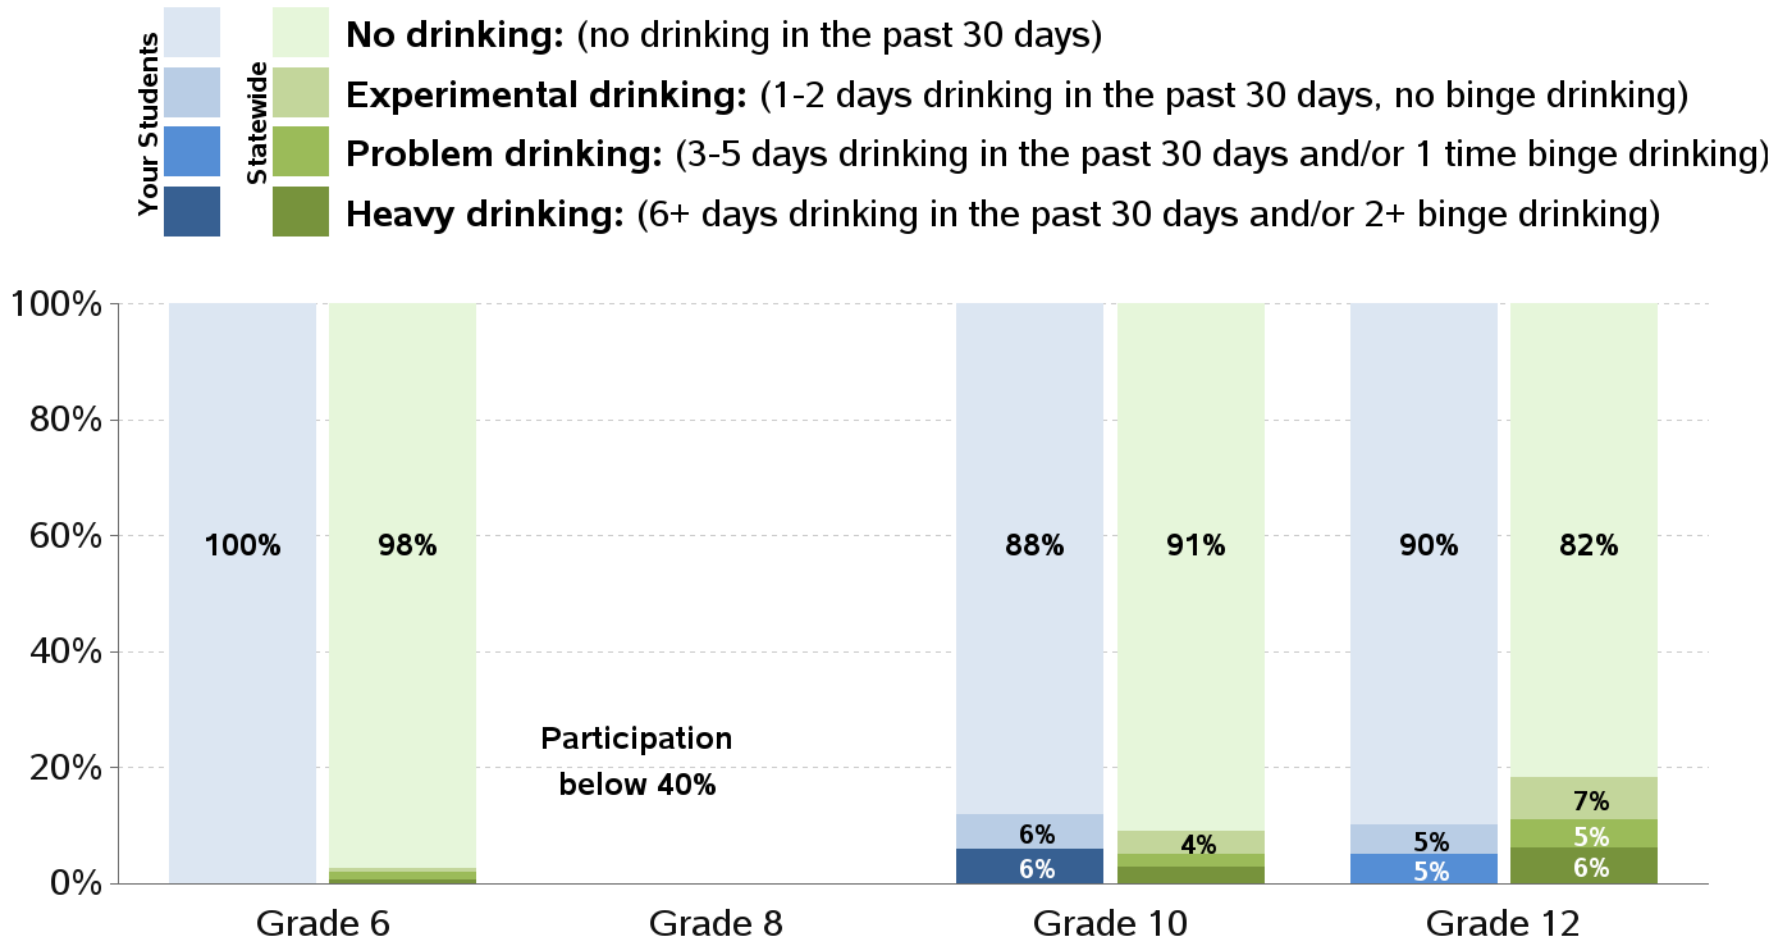 Your Students
Statewide
No drinking: (no drinking in the past 30 days)
Experimental drinking: (1-2 days drinking in the past 30 days, no binge drinking)
Problem drinking: (3-5 days drinking in the past 30 days and/or 1 time binge drinking)
Heavy drinking: (6+ days drinking in the past 30 days and/or 2+ binge drinking)
100%
80%
60%
40%
20%
0%
100%
98%
Participation
below 40%
88%
6%
6%
91%
4%
90%
5%
5%
82%
7%
5%
6%
Grade 6
Grade 8
Grade 10
Grade 12